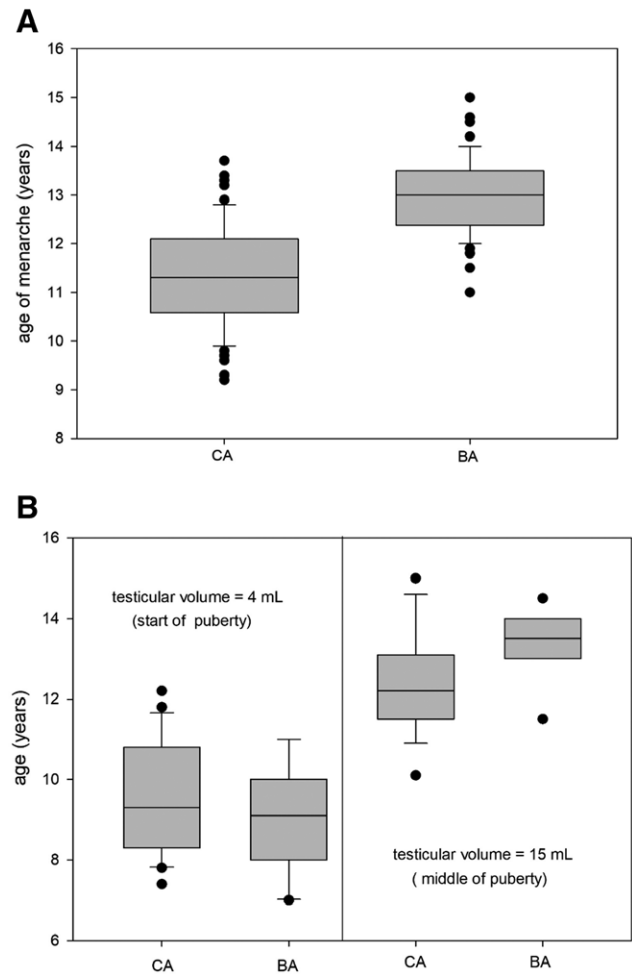 A
16
15
14
13
12
11
10
9
8
age of menarche (years)
CA BA
B
16
14
12
10
8
6
age (years)
testicular volume = 4 mL
(start of puberty)
testicular volume = 15 mL
( middle of puberty)
CA BA CA BA